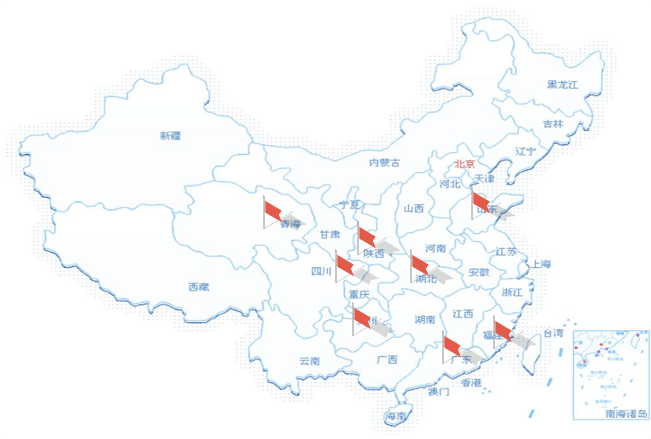 黑龙江
吉林
新疆
辽宁
内蒙古
北京
天津
河北
宁夏
山西
山东
青海
甘肃
河南
陕西
江苏
上海
四川
湖北
安徽
西藏
重庆
浙江
江西
湖南
福建
台湾
云南
广西
广东
香港
澳门
海南
南海诸岛